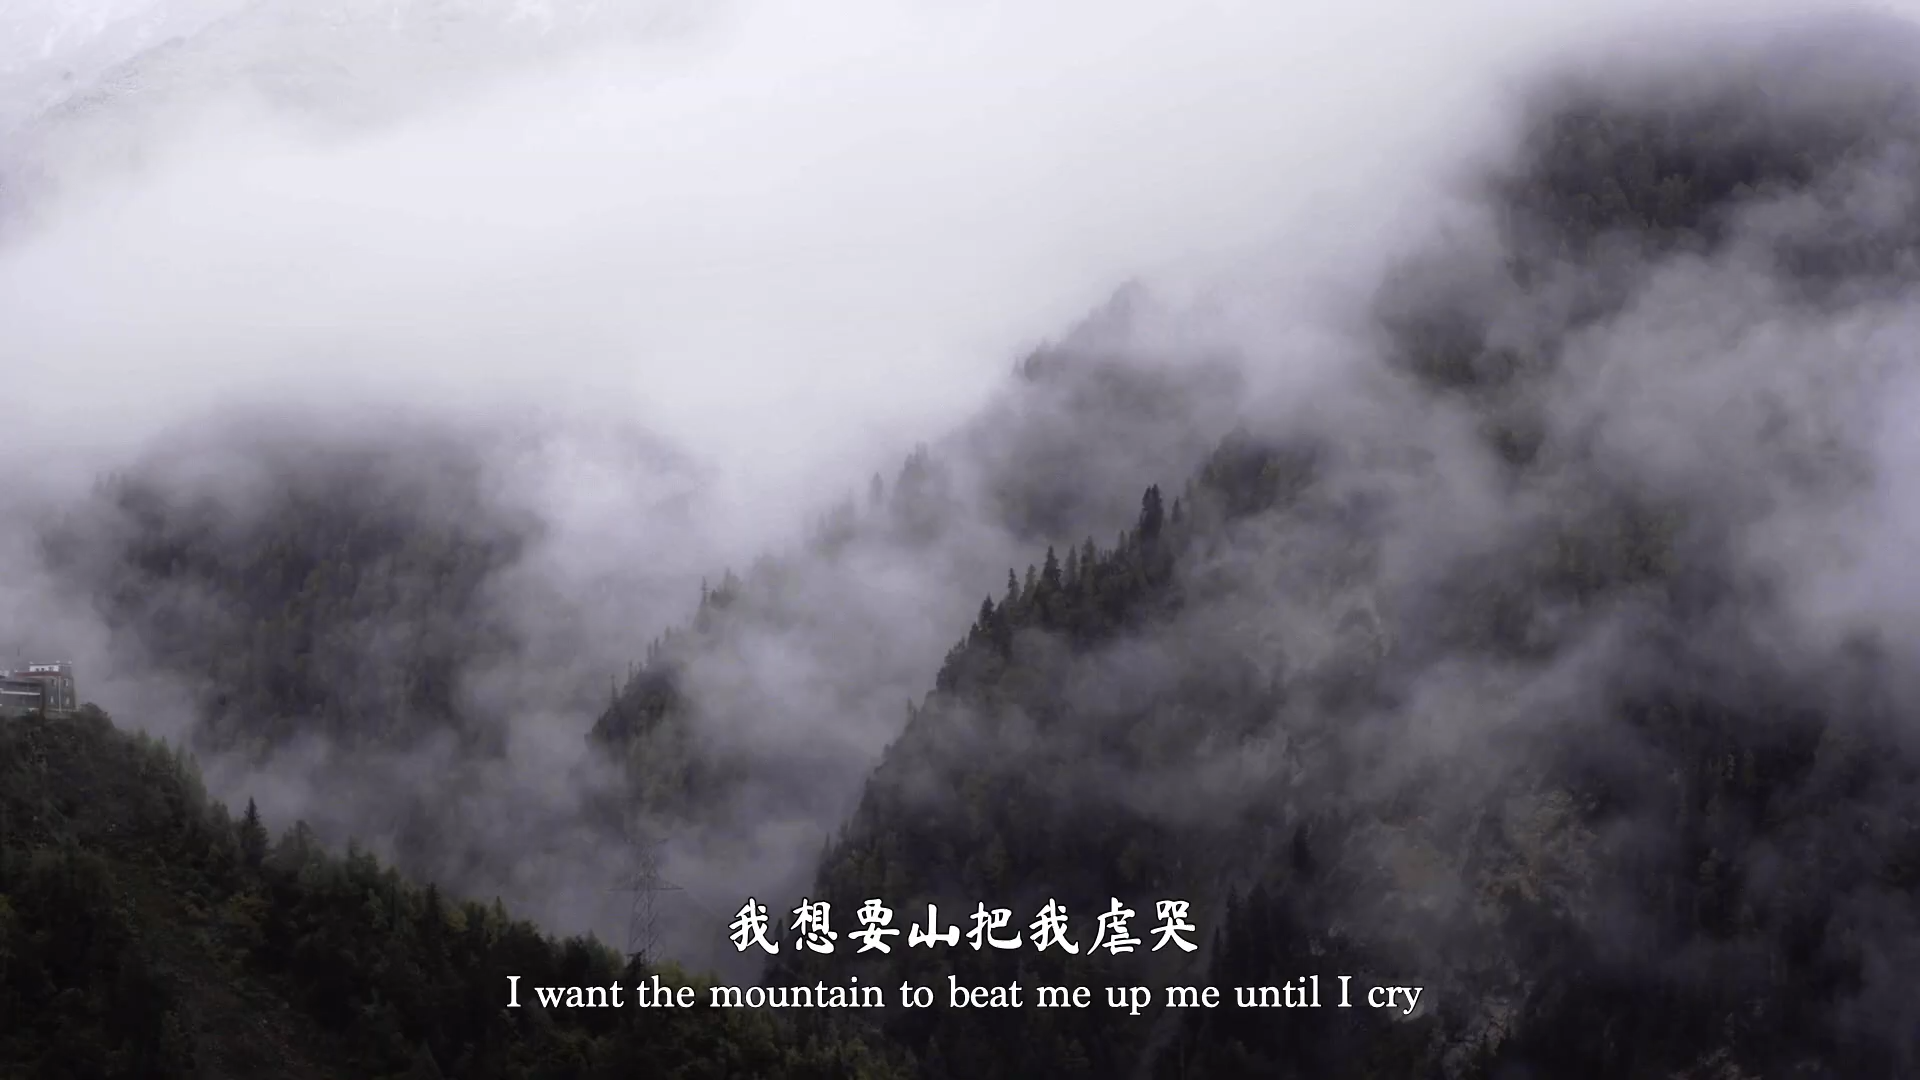 我想要山把我虐哭
I want the mountain to beat me up me until I cry